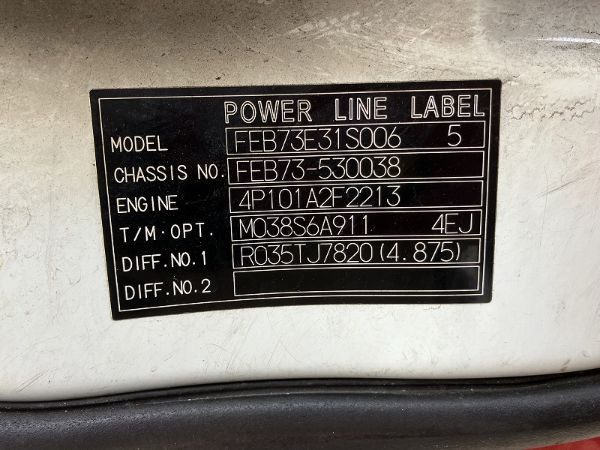 POWER LINE LABEL
MODEL FEB73E31S006 5
CHASSIS NO. FEB73-530038
ENGINE 4P101A2F2213
T/M·OPT. M038S6A911 4EJ
DIFF.NO.1 R035TJ7820(4.875)
DIFF.NO.2